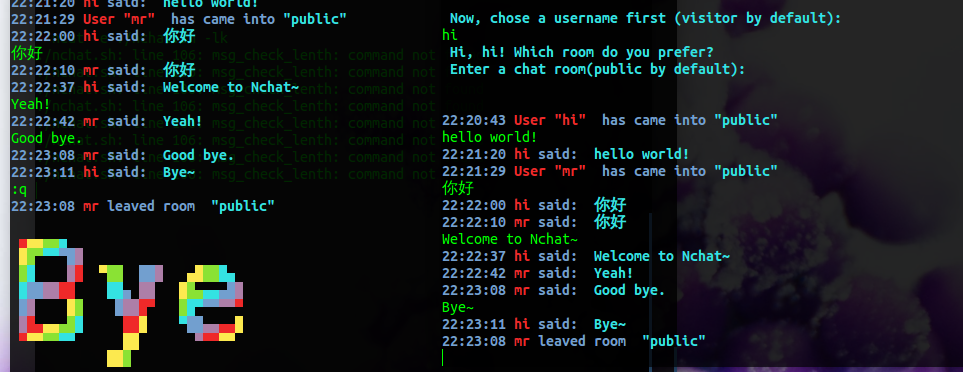 22:21:20 hi said:  hello world!
22:21:29 User "mr"  has came into "public"
22:22:00 hi said:  你好
你好
22:22:10 mr said:  你好
22:22:37 hi said:  Welcome to Nchat~
Yeah!
22:22:42 mr said:  Yeah!
Good bye.
22:23:08 mr said:  Good bye.
22:23:11 hi said:  Bye~
:q
22:23:08 mr leaved room  "public"
Bye
Now, chose a username first (visitor by default):
hi
Hi, hi! Which room do you prefer?
Enter a chat room(public by default):
22:20:43 User "hi"  has came into "public"
hello world!
22:21:20 hi said:  hello world!
22:21:29 User "mr"  has came into "public"
你好
22:22:00 hi said:  你好
22:22:10 mr said:  你好
Welcome to Nchat~
22:22:37 hi said:  Welcome to Nchat~
22:22:42 mr said:  Yeah!
22:23:08 mr said:  Good bye.
Bye~
22:23:11 hi said:  Bye~
22:23:08 mr leaved room  "public"